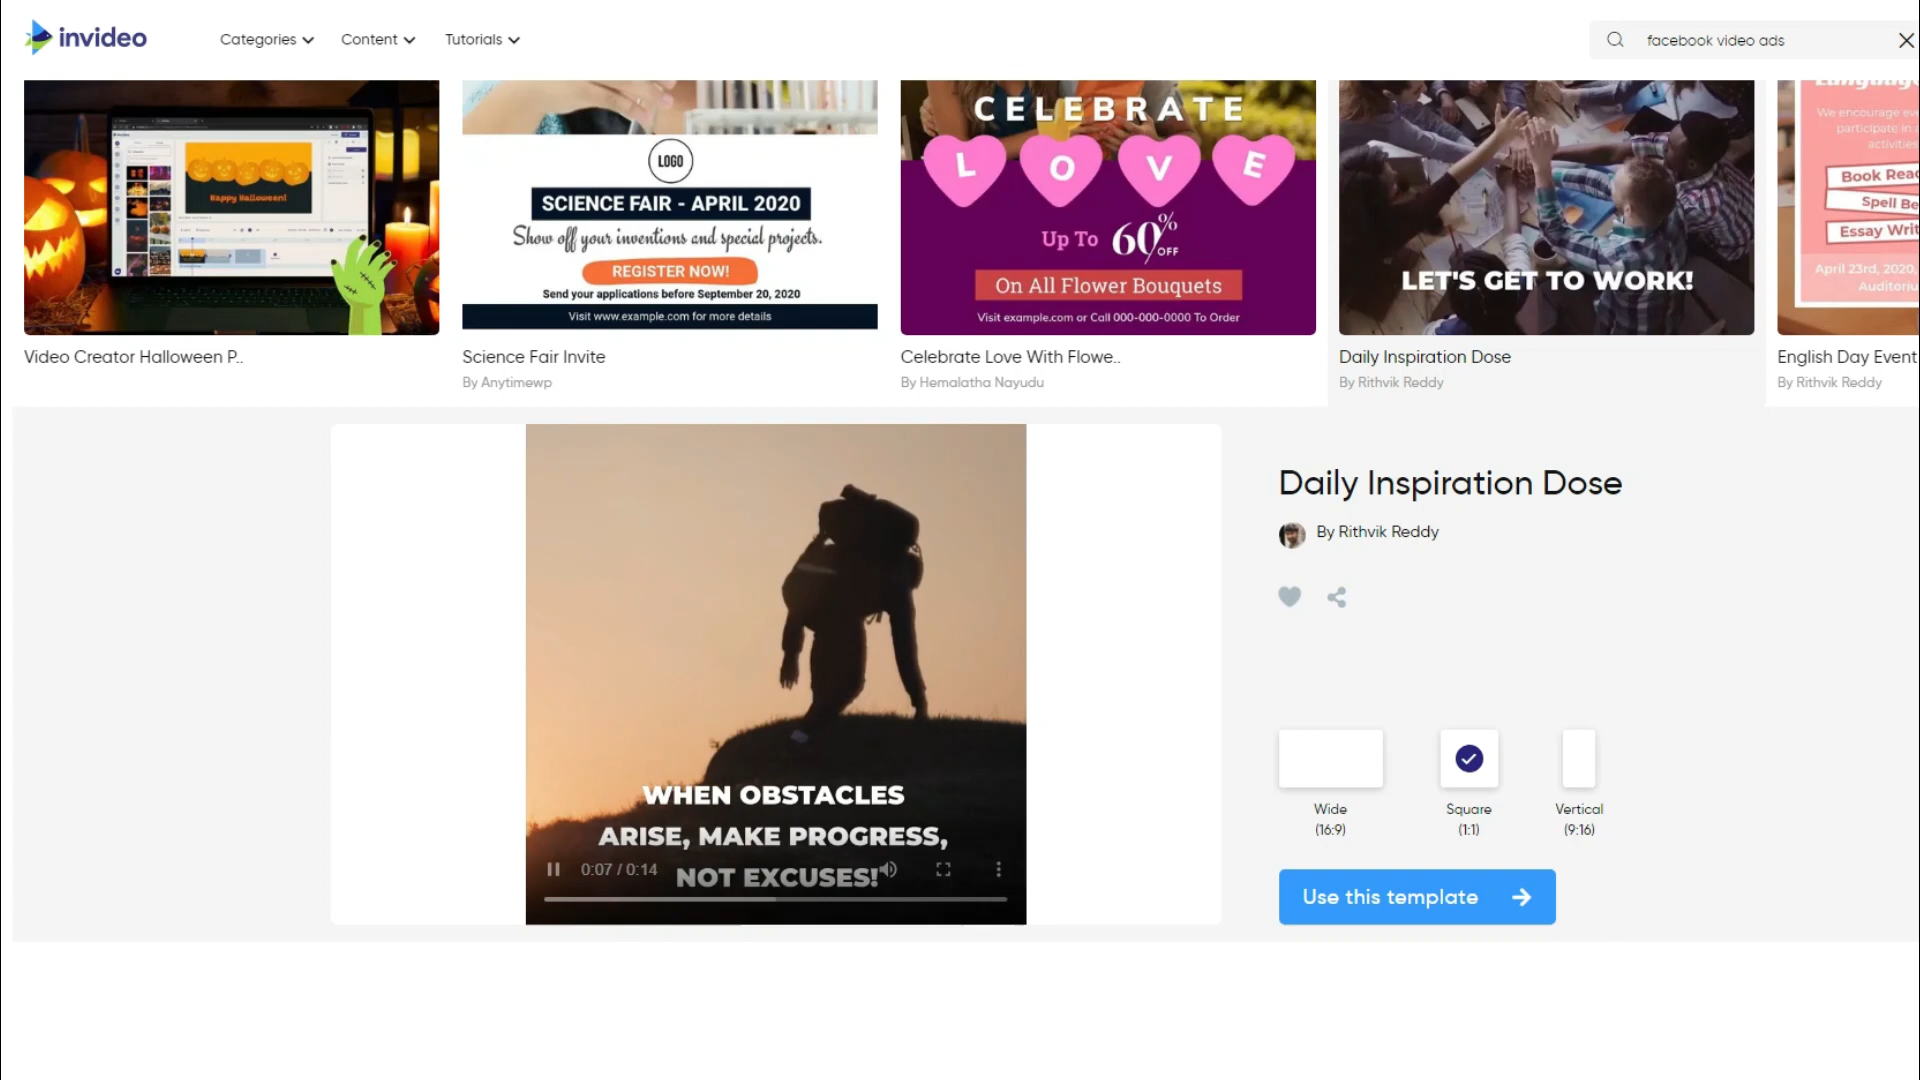 invideo
Categories
Content
Tutorials
facebook video ads
Happy Halloween!
LOGO
SCIENCE FAIR - APRIL 2020
Show off your inventions and special projects.
REGISTER NOW!
Send your applications before September 20, 2020
Visit www.example.com for more details
CELEBRATE
L O V E
Up To 60% OFF
On All Flower Bouquets
Visit example.com or Call 000-000-0000 To Order
LET'S GET TO WORK!
We encourage
participate in
activities
Book
Spell
Essay
April 23rd, 2020,
Video Creator Halloween P..
Science Fair Invite
By Anytimewp
Celebrate Love With Flowe..
By Hemalatha Nayudu
Daily Inspiration Dose
By Rithvik Reddy
English Day Event
By Rithvik Reddy
WHEN OBSTACLES
ARISE, MAKE PROGRESS,
NOT EXCUSES!
0:07 / 0:14
Daily Inspiration Dose
By Rithvik Reddy
Wide
(16:9)
Square
(1:1)
Vertical
(9:16)
Use this template